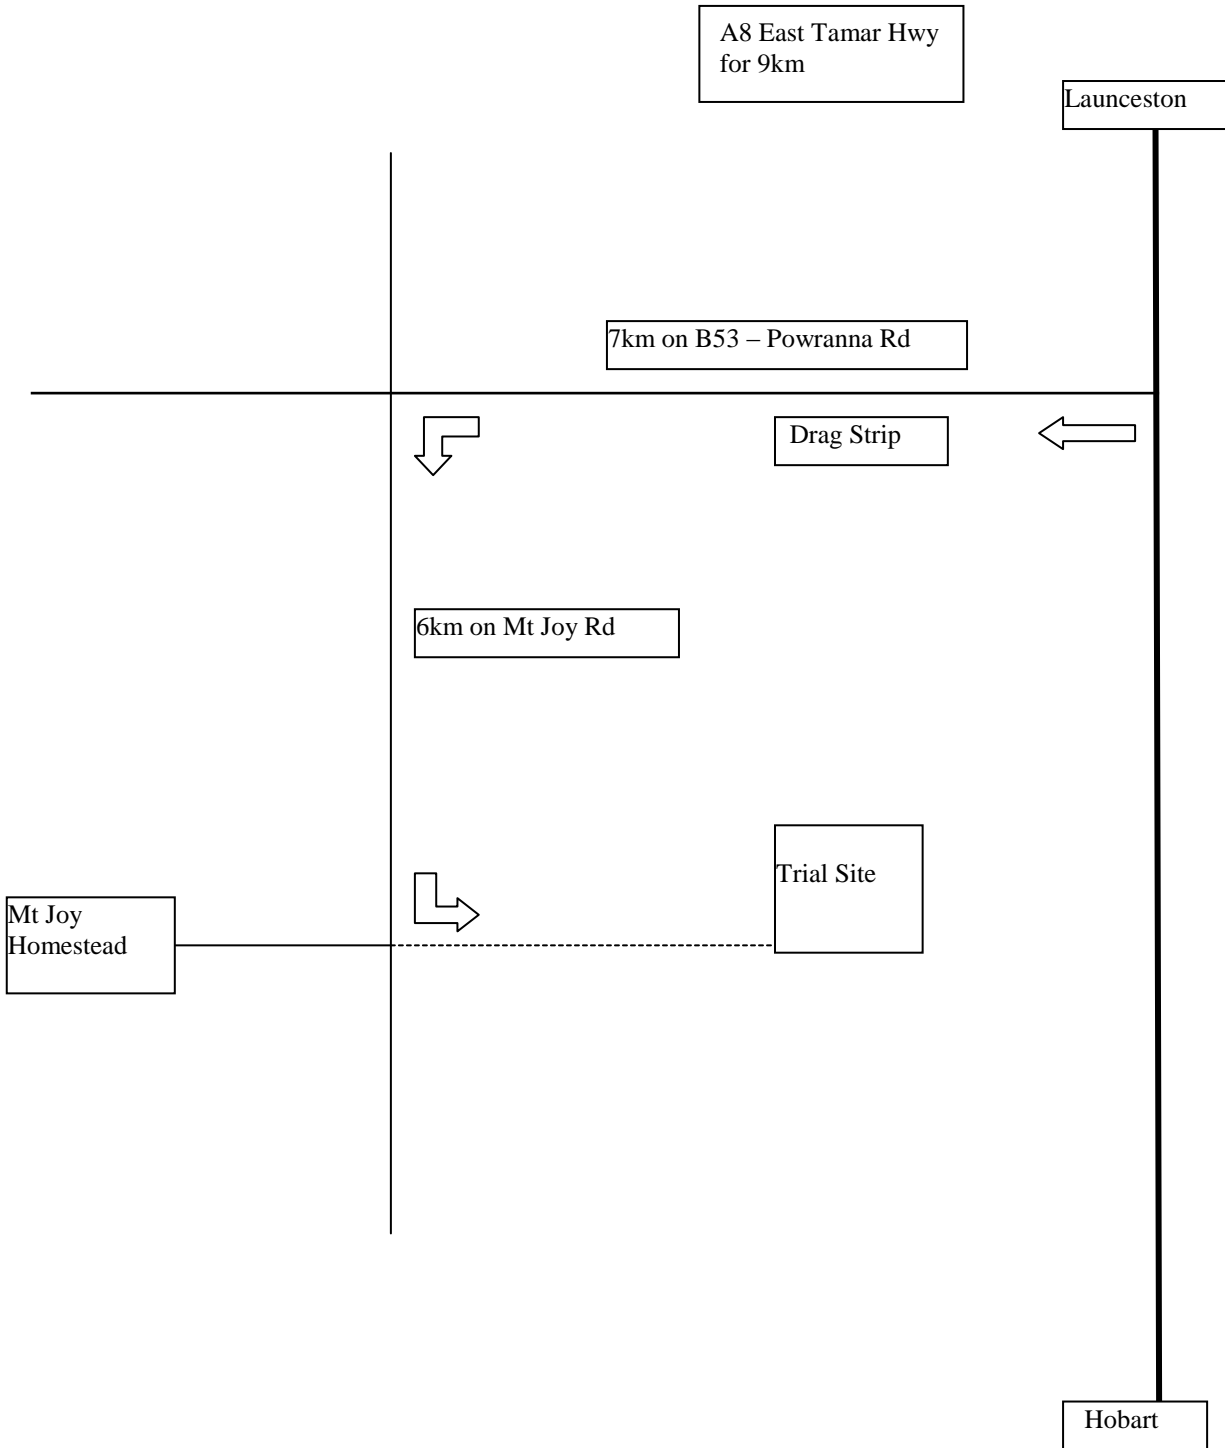 A8 East Tamar Hwy
for 9km
Launceston
7km on B53 – Powranna Rd
Drag Strip
6km on Mt Joy Rd
Trial Site
Mt Joy
Homestead
Hobart